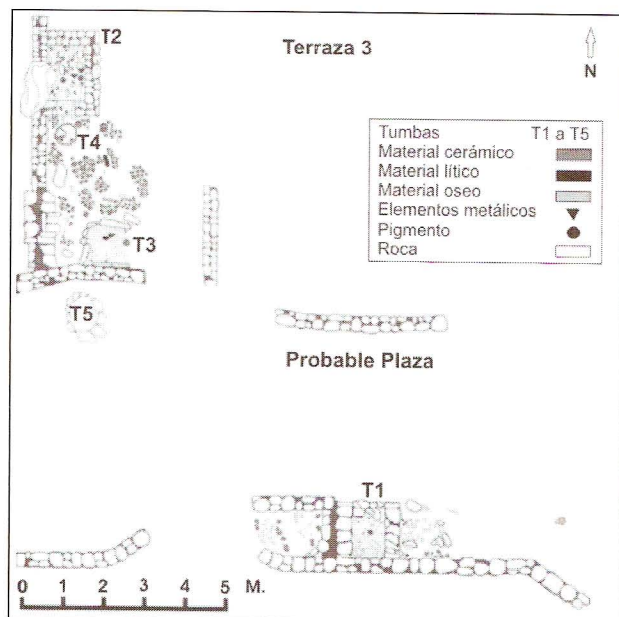 T2
Terraza 3
N
T4
T3
T5
Tumbas T1 a T5
Material cerámico
Material lítico
Material oseo
Elementos metálicos
Pigmento
Roca
Probable Plaza
T1
0 1 2 3 5 M.